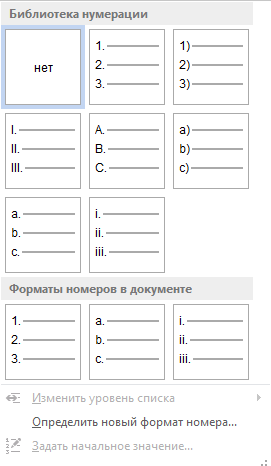 Библиотека нумерации
нет
1.
2.
3.
1)
2)
3)
I.
II.
III.
A.
B.
C.
a)
b)
c)
a.
b.
c.
i.
ii.
iii.
Форматы номеров в документе
1.
2.
3.
a.
b.
c.
i.
ii.
iii.
Изменить уровень списка
Определить новый формат номера...
Задать начальное значение...